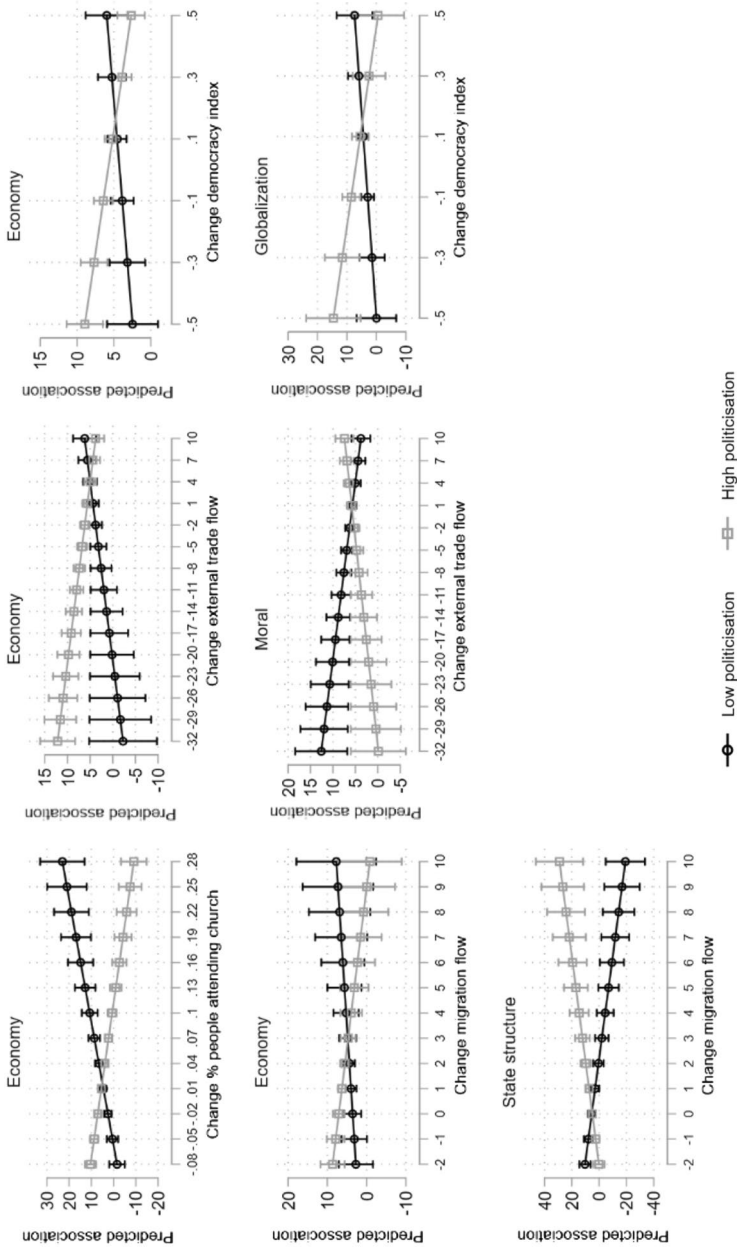 Economy
Predicted association
30
20
10
0
-10
-.08 -.05 -.02 .01 .04 .07 .1 .13 .16 .19 .22 .25 .28
Change % people attending church
Economy
Predicted association
15
10
5
0
-5
-10
-32 -29 -26 -23 -20 -17 -14 -11 -8 -5 -2 1 4 7 10
Change external trade flow
Economy
Predicted association
15
10
5
0
-.5 -.3 -.1 .1 .3 .5
Change democracy index
Economy
Predicted association
20
10
0
-10
-2 -1 0 1 2 3 4 5 6 7 8 9 10
Change migration flow
Moral
Predicted association
20
15
10
5
0
-5
-32 -29 -26 -23 -20 -17 -14 -11 -8 -5 -2 1 4 7 10
Change external trade flow
Globalization
Predicted association
30
20
10
0
-10
-.5 -.3 -.1 .1 .3 .5
Change democracy index
State structure
Predicted association
40
20
0
-20
-40
-2 -1 0 1 2 3 4 5 6 7 8 9 10
Change migration flow
Low politicisation
High politicisation